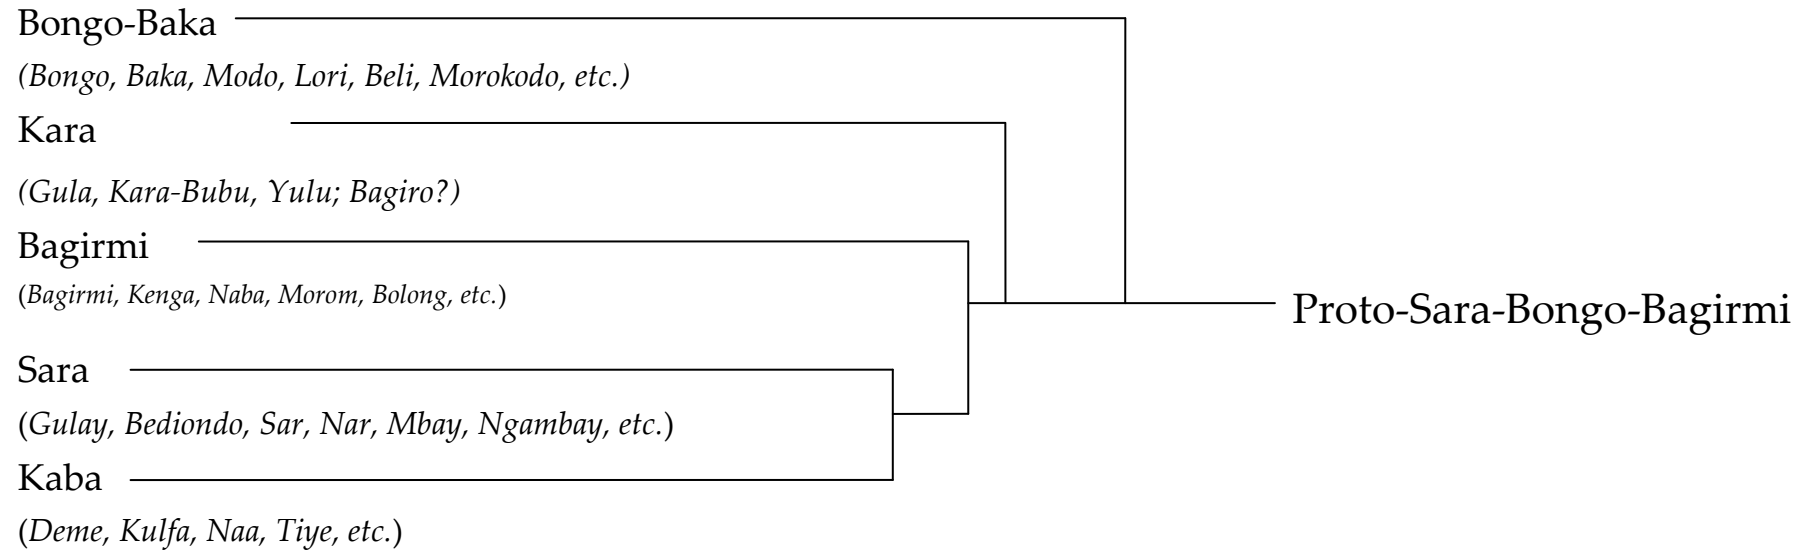 Bongo-Baka
(Bongo, Baka, Modo, Lori, Beli, Morokodo, etc.)
Kara
(Gula, Kara-Bubu, Yulu; Bagiro?)
Bagirmi
(Bagirmi, Kenga, Naba, Morom, Bolong, etc.)
Proto-Sara-Bongo-Bagirmi
Sara
(Gulay, Bediondo, Sar, Nar, Mbay, Ngambay, etc.)
Kaba
(Deme, Kulfa, Naa, Tiye, etc.)